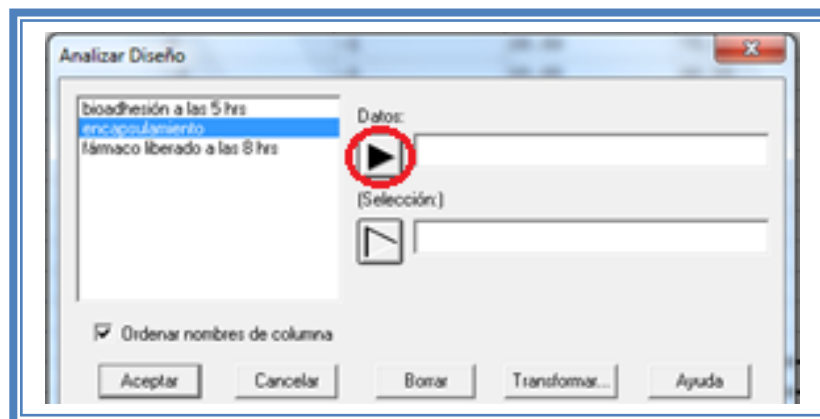 Analizar Diseño
bioadhesión a las 5 hrs
encapsulamiento
fármaco liberado a las 8 hrs
Datos:
(Selección:)
Ordenar nombres de columna
Aceptar
Cancelar
Borrar
Transformar...
Ayuda